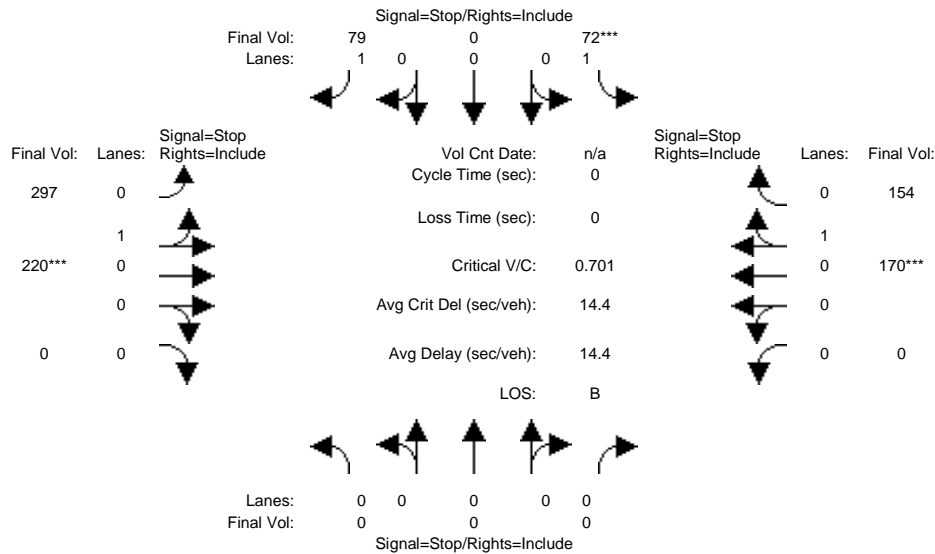 Signal=Stop/Rights=Include
Final Vol: 79 0 72***
Lanes: 1 0 0 0 1
Signal=Stop
Final Vol: Lanes: Rights=Include
Vol Cnt Date: n/a
Signal=Stop
Rights=Include Lanes: Final Vol:
Cycle Time (sec): 0
297 0
0 154
Loss Time (sec): 0
1
1
220*** 0
Critical V/C: 0.701
0 170***
0
Avg Crit Del (sec/veh): 14.4
0
0 0
Avg Delay (sec/veh): 14.4
0 0
LOS: B
Lanes: 0 0 0 0 0
Final Vol: 0 0 0
Signal=Stop/Rights=Include